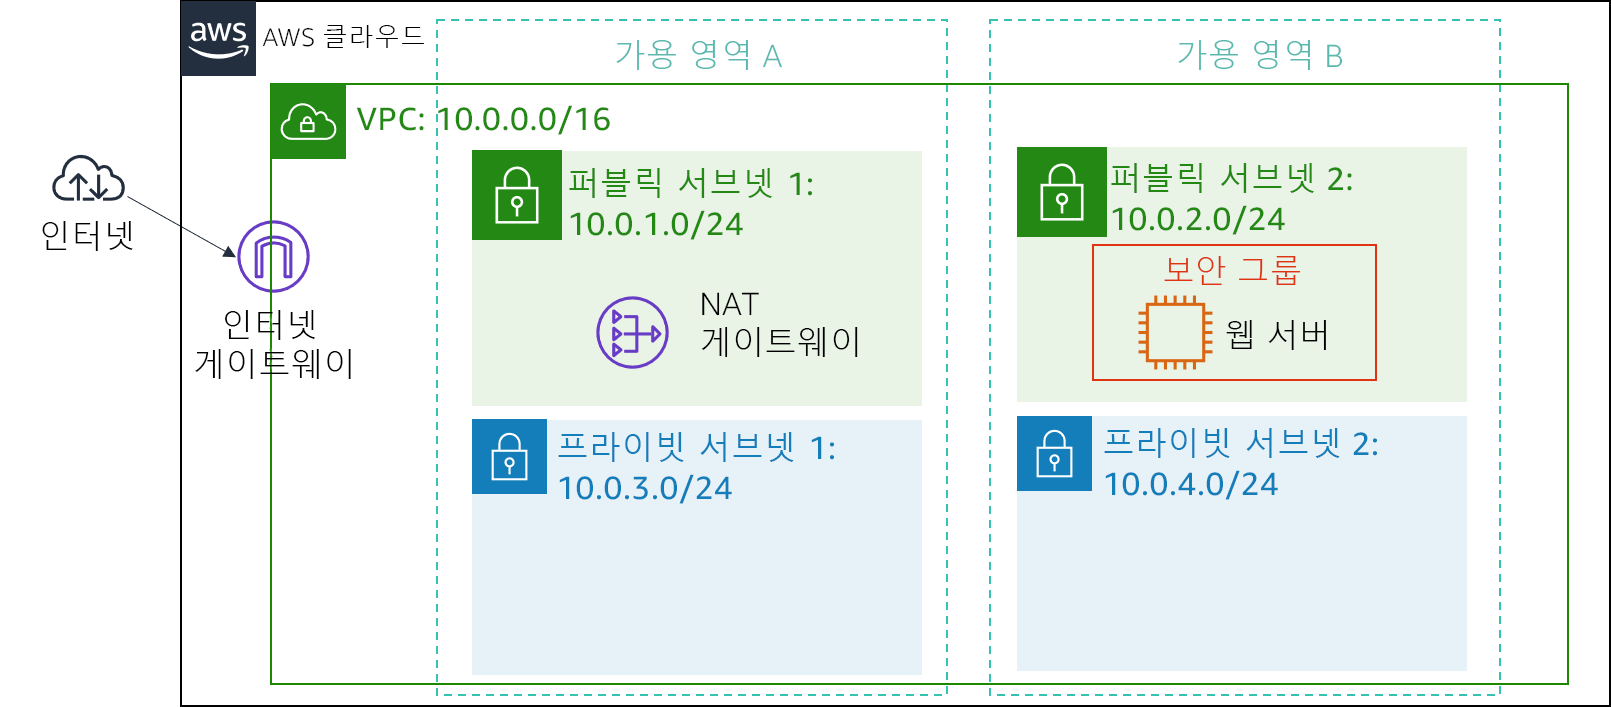 aws
AWS 클라우드
가용 영역 A
가용 영역 B
VPC: 10.0.0.0/16
인터넷
인터넷
게이트웨이
퍼블릭 서브넷 1:
10.0.1.0/24
NAT
게이트웨이
퍼블릭 서브넷 2:
10.0.2.0/24
보안 그룹
웹 서버
프라이빗 서브넷 1:
10.0.3.0/24
프라이빗 서브넷 2:
10.0.4.0/24